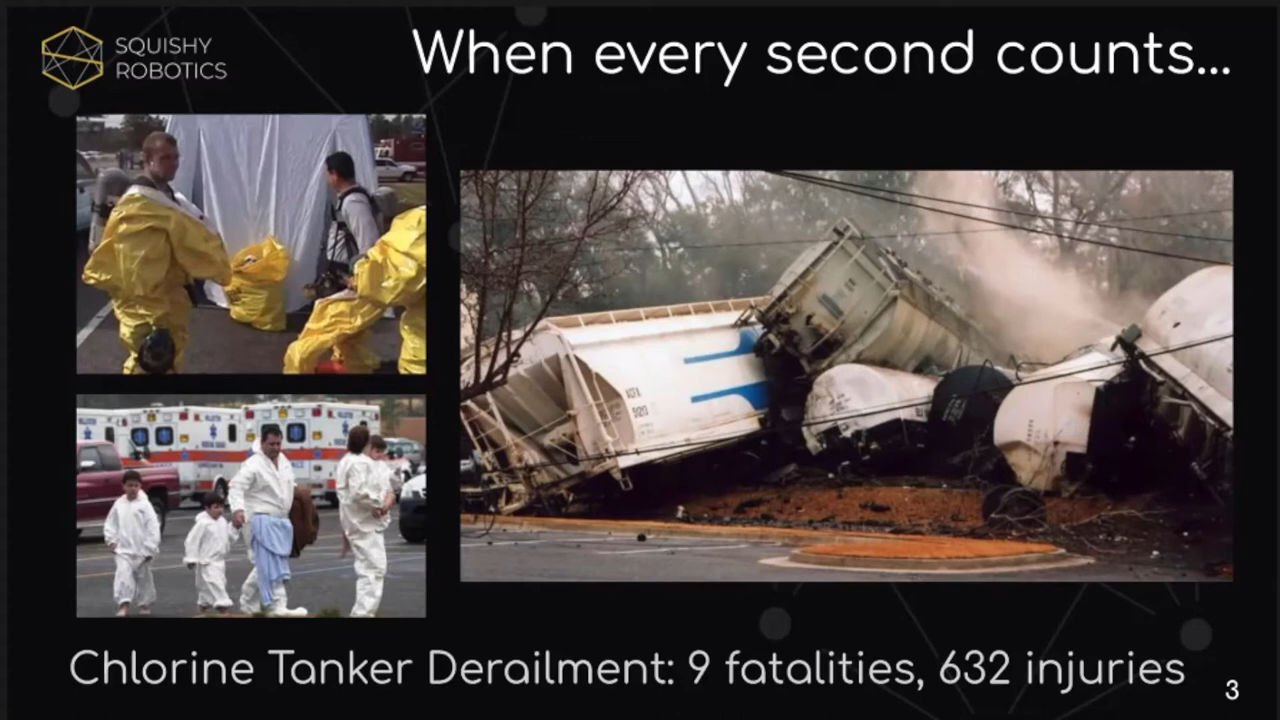 SQUISHY
ROBOTICS
When every second counts...
Chlorine Tanker Derailment: 9 fatalities, 632 injuries
3